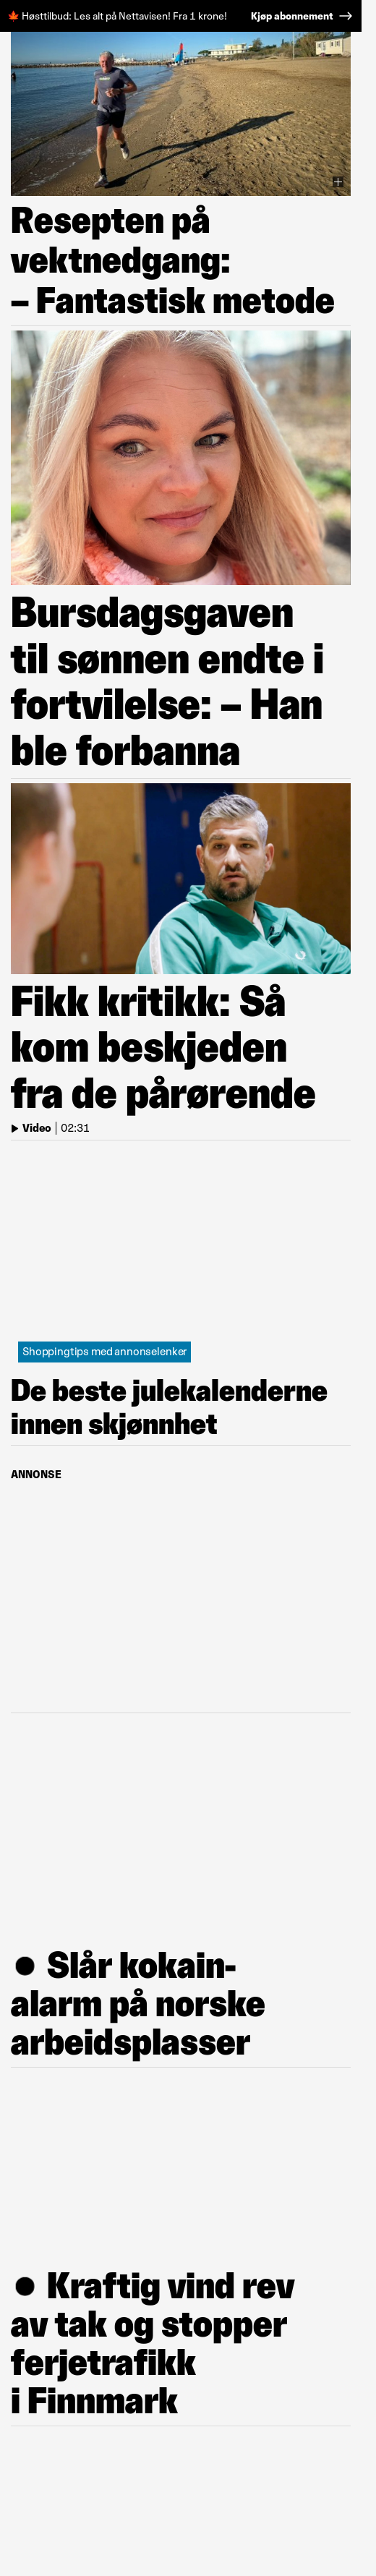 🍁 Høsttilbud: Les alt på Nettavisen! Fra 1 krone! Kjøp abonnement →
Resepten på
vektnedgang:
– Fantastisk metode
Bursdagsgaven
til sønnen endte i
fortvilelse: – Han
ble forbanna
Fikk kritikk: Så
kom beskjeden
fra de pårørende
Video | 02:31
Shoppingtips med annonselenker
De beste julekalenderne
innen skjønnhet
ANNONSE
● Slår kokain-
alarm på norske
arbeidsplasser
● Kraftig vind rev
av tak og stopper
ferjetrafikk
i Finnmark